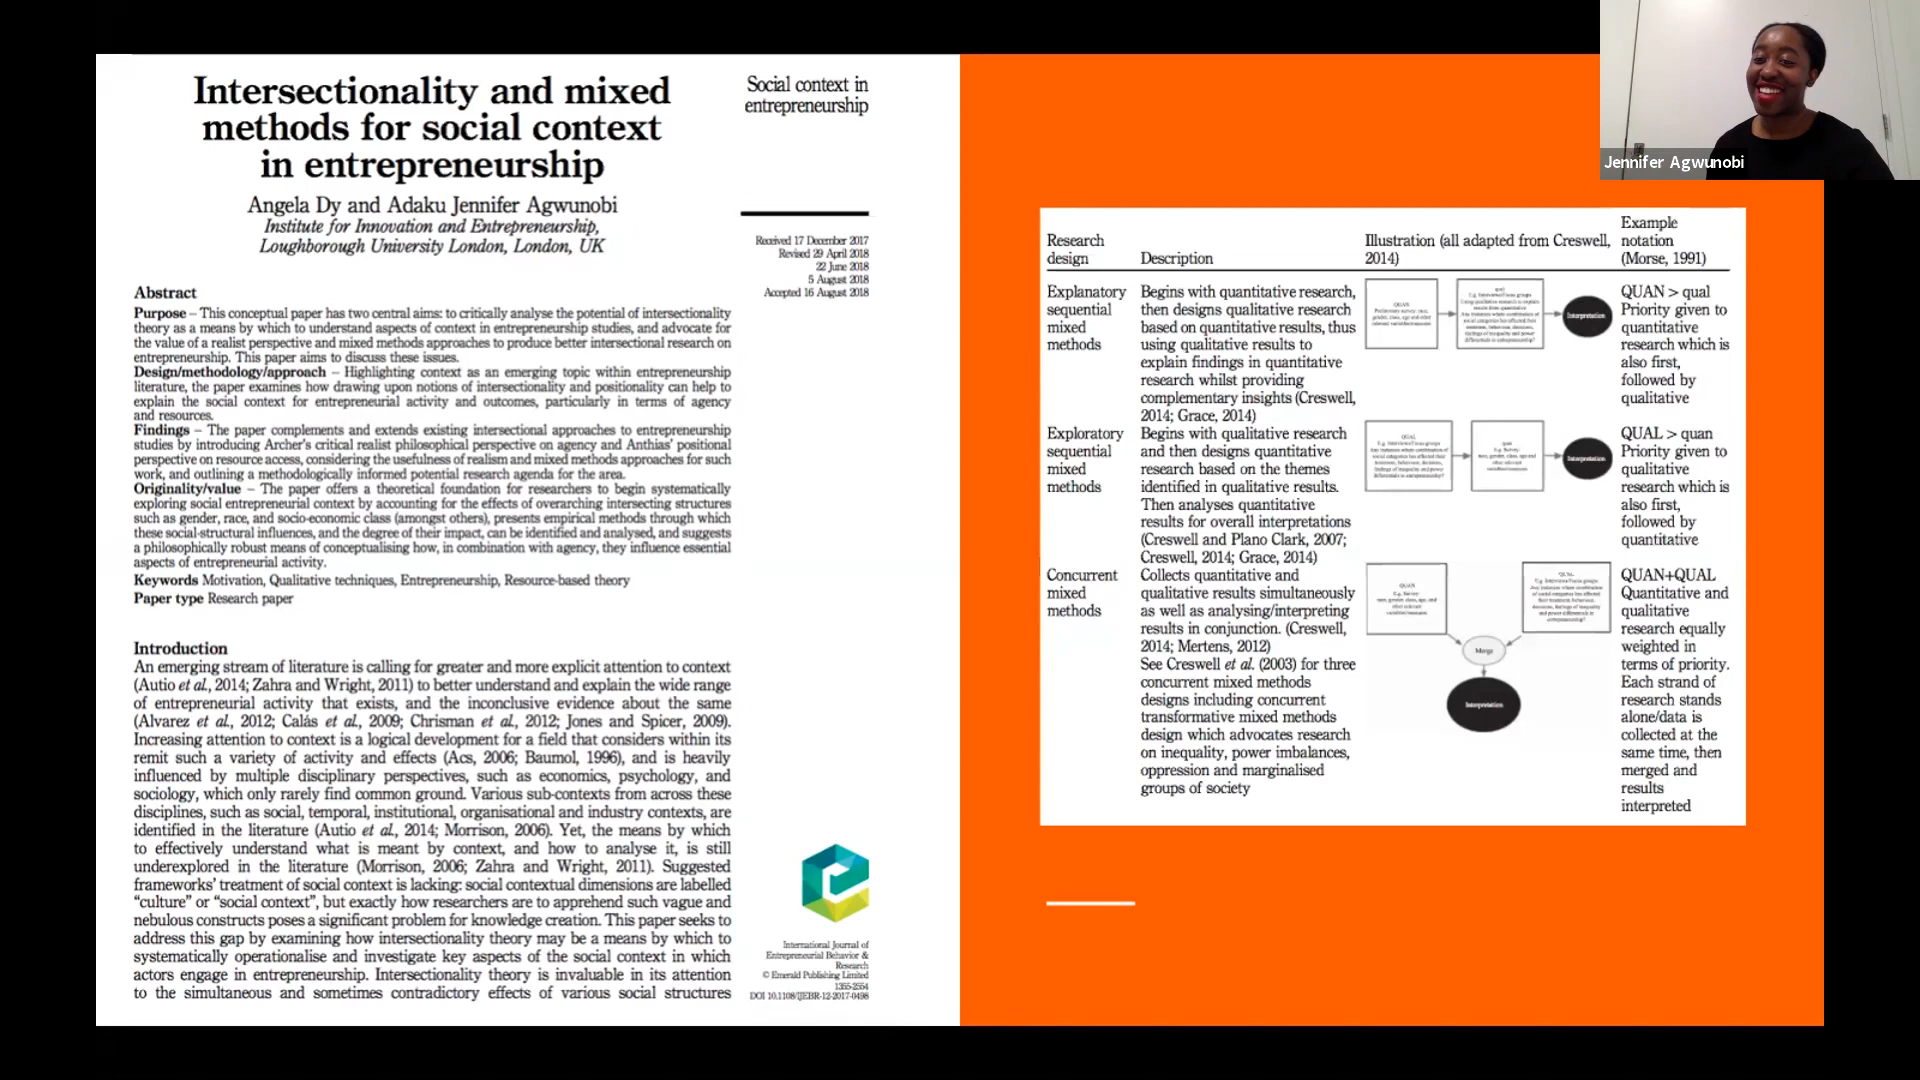 Intersectionality and mixed
methods for social context
in entrepreneurship
Angela Dy and Adaku Jennifer Agwunobi
Institute for Innovation and Entrepreneurship,
Loughborough University London, London, UK
Social context in
entrepreneurship
Received 17 December 2017
Revised 29 April 2018
22 June 2018
5 August 2018
Accepted 16 August 2018
Abstract
Purpose – This conceptual paper has two central aims: to critically analyse the potential of intersectionality
theory as a means by which to understand aspects of context in entrepreneurship studies, and advocate for
the value of a realist perspective and mixed methods approaches to produce better intersectional research on
entrepreneurship. This paper aims to discuss these issues.
Design/methodology/approach – Highlighting context as an emerging topic within entrepreneurship
literature, the paper examines how drawing upon notions of intersectionality and positionality can help to
explain the social context for entrepreneurial activity and outcomes, particularly in terms of agency
and resources.
Findings – The paper complements and extends existing intersectional approaches to entrepreneurship
studies by introducing Archer's critical realist philosophical perspective on agency and Anthias' positional
perspective on resource access, considering the usefulness of realism and mixed methods approaches for such
work, and outlining a methodologically informed potential research agenda for the area.
Originality/value – The paper offers a theoretical foundation for researchers to begin systematically
exploring social entrepreneurial context by accounting for the effects of overarching intersecting structures
such as gender, race, and socio-economic class (amongst others), presents empirical methods through which
these social-structural influences, and the degree of their impact, can be identified and analysed, and suggests
a philosophically robust means of conceptualising how, in combination with agency, they influence essential
aspects of entrepreneurial activity.
Keywords Motivation, Qualitative techniques, Entrepreneurship, Resource-based theory
Paper type Research paper
Introduction
An emerging stream of literature is calling for greater and more explicit attention to context
(Autio et al., 2014; Zahra and Wright, 2011) to better understand and explain the wide range
of entrepreneurial activity that exists, and the inconclusive evidence about the same
(Alvarez et al., 2012; Calás et al., 2009; Chrisman et al., 2012; Jones and Spicer, 2009).
Increasing attention to context is a logical development for a field that considers within its
remit such a variety of activity and effects (Acs, 2006; Baumol, 1996), and is heavily
influenced by multiple disciplinary perspectives, such as economics, psychology, and
sociology, which only rarely find common ground. Various sub-contexts from across these
disciplines, such as social, temporal, institutional, organisational and industry contexts, are
identified in the literature (Autio et al., 2014; Morrison, 2006). Yet, the means by which
to effectively understand what is meant by context, and how to analyse it, is still
underexplored in the literature (Morrison, 2006; Zahra and Wright, 2011). Suggested
frameworks' treatment of social context is lacking: social contextual dimensions are labelled
"culture" or "social context", but exactly how researchers are to apprehend such vague and
nebulous constructs poses a significant problem for knowledge creation. This paper seeks to
address this gap by examining how intersectionality theory may be a means by which to
systematically operationalise and investigate key aspects of the social context in which
actors engage in entrepreneurship. Intersectionality theory is invaluable in its attention
to the simultaneous and sometimes contradictory effects of various social structures
International Journal of
Entrepreneurial Behavior &
Research
© Emerald Publishing Limited
1355-2554
DOI 10.1108/IJEBR-12-2017-0498
Jennifer Agwunobi
Research
design
Description
Illustration (all adapted from Creswell,
2014)
Example
notation
(Morse, 1991)
Explanatory
sequential
mixed
methods
Begins with quantitative research,
then designs qualitative research
based on quantitative results, thus
using qualitative results to
explain findings in quantitative
research whilst providing
complementary insights (Creswell,
2014; Grace, 2014)
QUAN
Interpretation
QUAN > qual
Priority given to
quantitative
research which is
also first,
followed by
qualitative
Exploratory
sequential
mixed
methods
Begins with qualitative research
and then designs quantitative
research based on the themes
identified in qualitative results.
Then analyses quantitative
results for overall interpretations
(Creswell and Plano Clark, 2007;
Creswell, 2014; Grace, 2014)
QUAL
quan
Interpretation
QUAL > quan
Priority given to
qualitative
research which is
also first,
followed by
quantitative
Concurrent
mixed
methods
Collects quantitative and
qualitative results simultaneously
as well as analysing/interpreting
results in conjunction. (Creswell,
2014; Mertens, 2012)
See Creswell et al. (2003) for three
concurrent mixed methods
designs including concurrent
transformative mixed methods
design which advocates research
on inequality, power imbalances,
oppression and marginalised
groups of society
QUAN
QUAL
Merge
Interpretation
QUAN+QUAL
Quantitative and
qualitative
research equally
weighted in
terms of priority.
Each strand of
research stands
alone/data is
collected at the
same time, then
merged and
results
interpreted